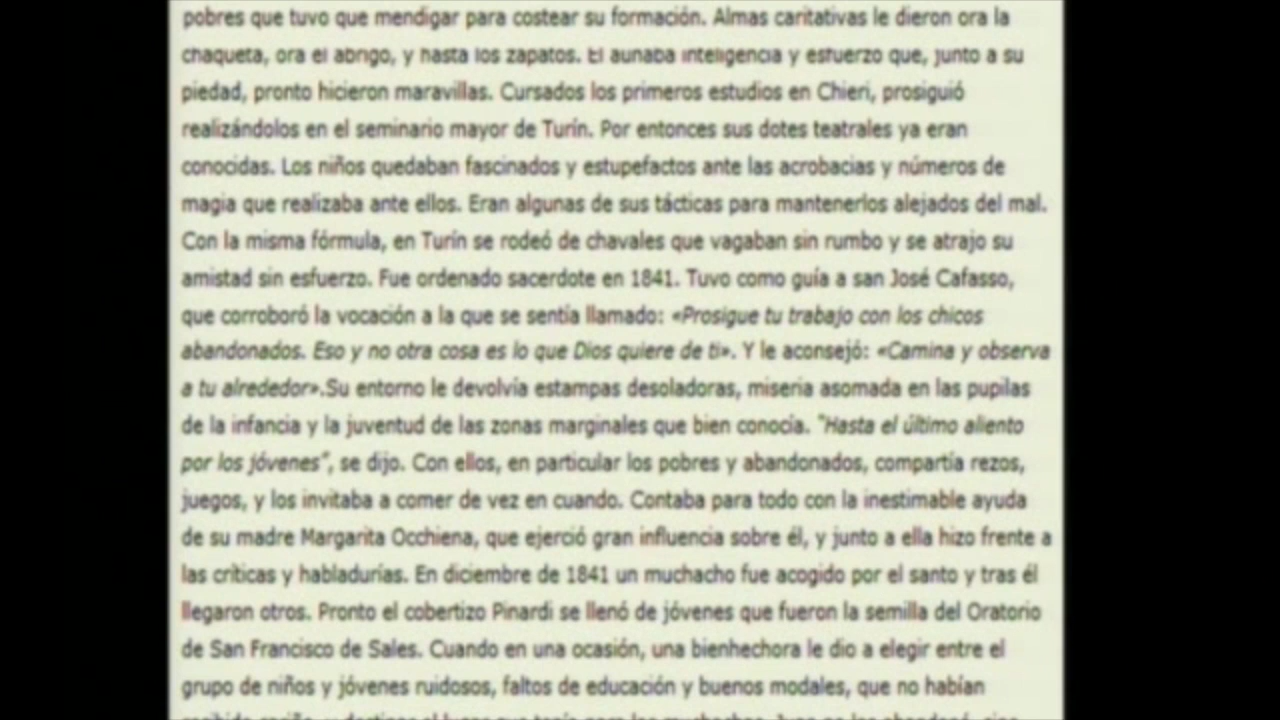 pobres que tuvo que mendigar para costear su formación. Almas caritativas le dieron ora la
chaqueta, ora el abrigo, y hasta los zapatos. Él aunaba inteligencia y esfuerzo que, junto a su
piedad, pronto hicieron maravillas. Cursados los primeros estudios en Chieri, prosiguió
realizándolos en el seminario mayor de Turín. Por entonces sus dotes teatrales ya eran
conocidas. Los niños quedaban fascinados y estupefactos ante las acrobacias y números de
magia que realizaba ante ellos. Eran algunas de sus tácticas para mantenerlos alejados del mal.
Con la misma fórmula, en Turín se rodeó de chavales que vagaban sin rumbo y se atrajo su
amistad sin esfuerzo. Fue ordenado sacerdote en 1841. Tuvo como guía a san José Cafasso,
que corroboró la vocación a la que se sentía llamado: «Prosigue tu trabajo con los chicos
abandonados. Eso y no otra cosa es lo que Dios quiere de ti». Y le aconsejó: «Camina y observa
a tu alrededor».Su entorno le devolvía estampas desoladoras, miseria asomada en las pupilas
de la infancia y la juventud de las zonas marginales que bien conocía. "Hasta el último aliento
por los jóvenes", se dijo. Con ellos, en particular los pobres y abandonados, compartía rezos,
juegos, y los invitaba a comer de vez en cuando. Contaba para todo con la inestimable ayuda
de su madre Margarita Occhiena, que ejerció gran influencia sobre él, y junto a ella hizo frente a
las críticas y habladurías. En diciembre de 1841 un muchacho fue acogido por el santo y tras él
llegaron otros. Pronto el cobertizo Pinardi se llenó de jóvenes que fueron la semilla del Oratorio
de San Francisco de Sales. Cuando en una ocasión, una bienhechora le dio a elegir entre el
grupo de niños y jóvenes ruidosos, faltos de educación y buenos modales, que no habían